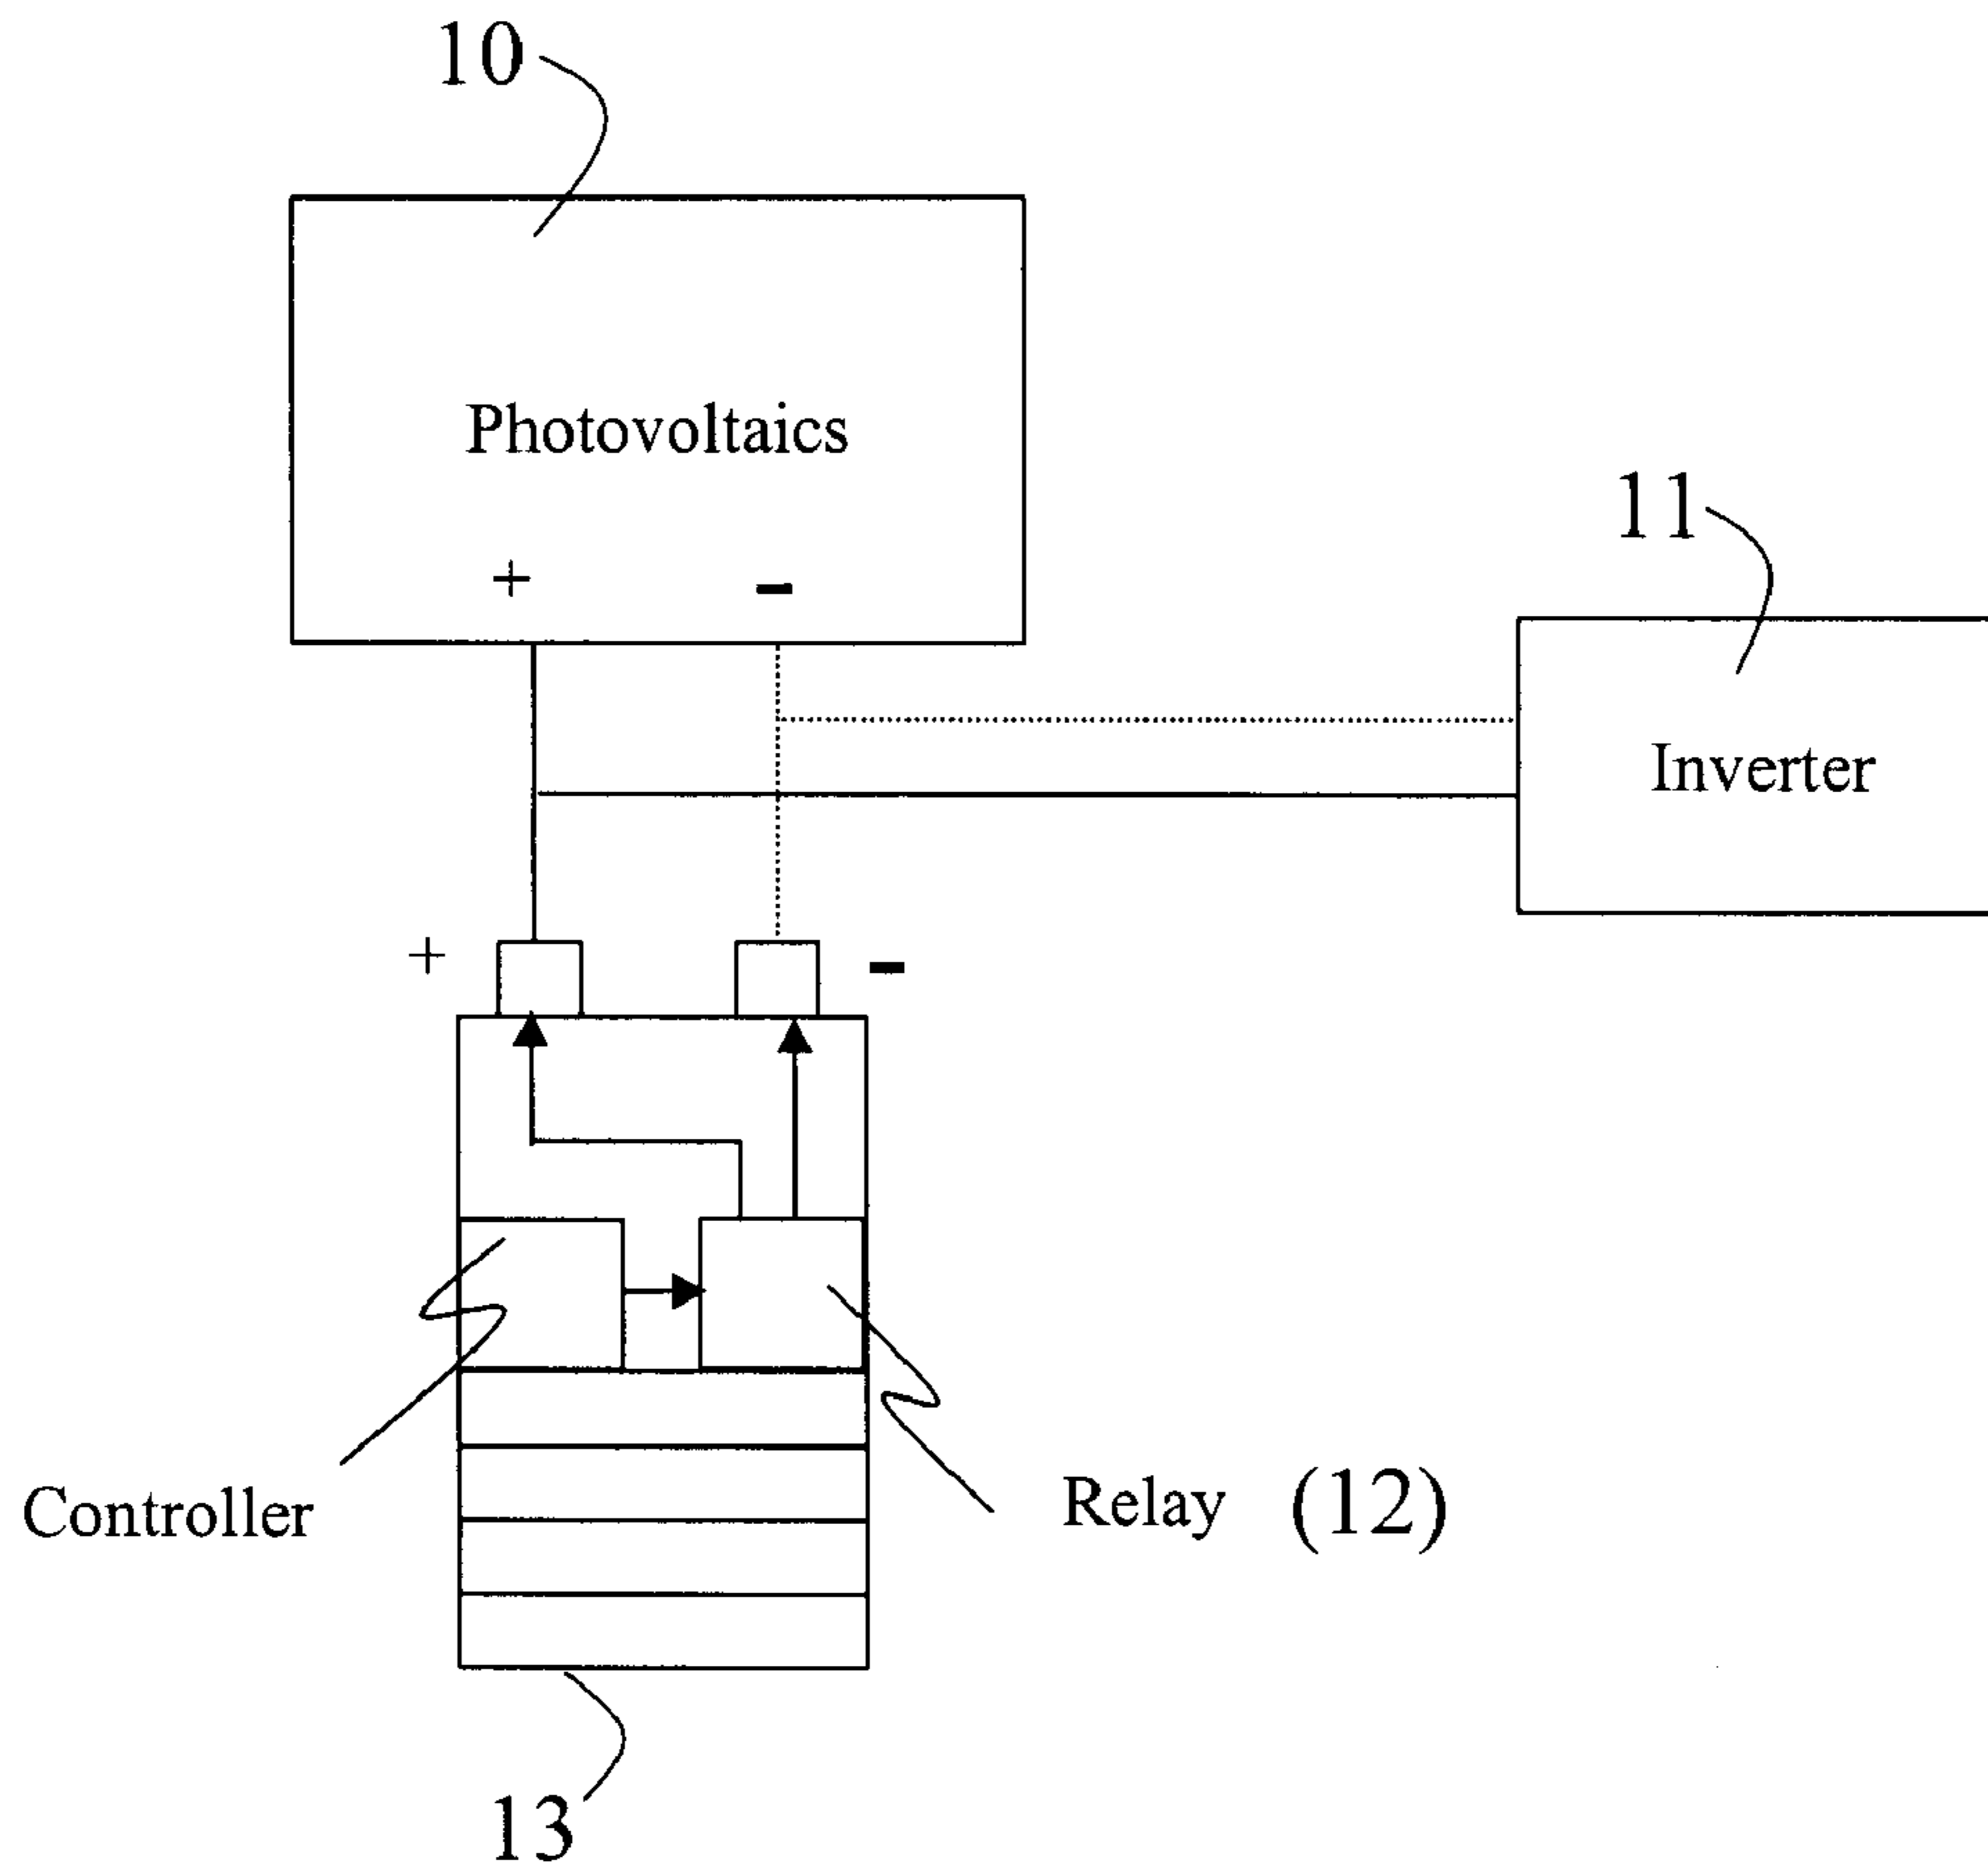 10
Photovoltaics
11
+ -
Inverter
+ -
Controller
Relay (12)
13